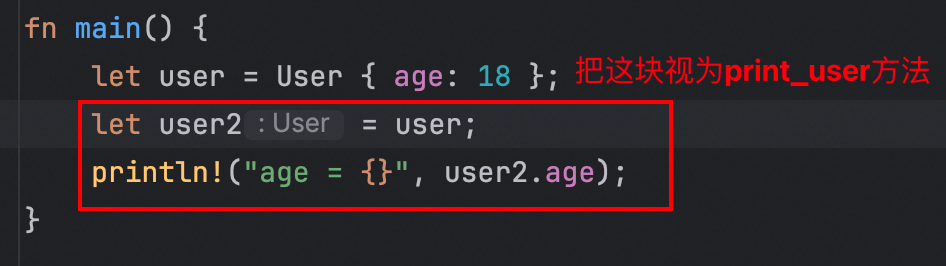 fn main() {
let user = User { age: 18 }; 把这块视为print_user方法
let user2 : User = user;
println!("age = {}", user2.age);
}